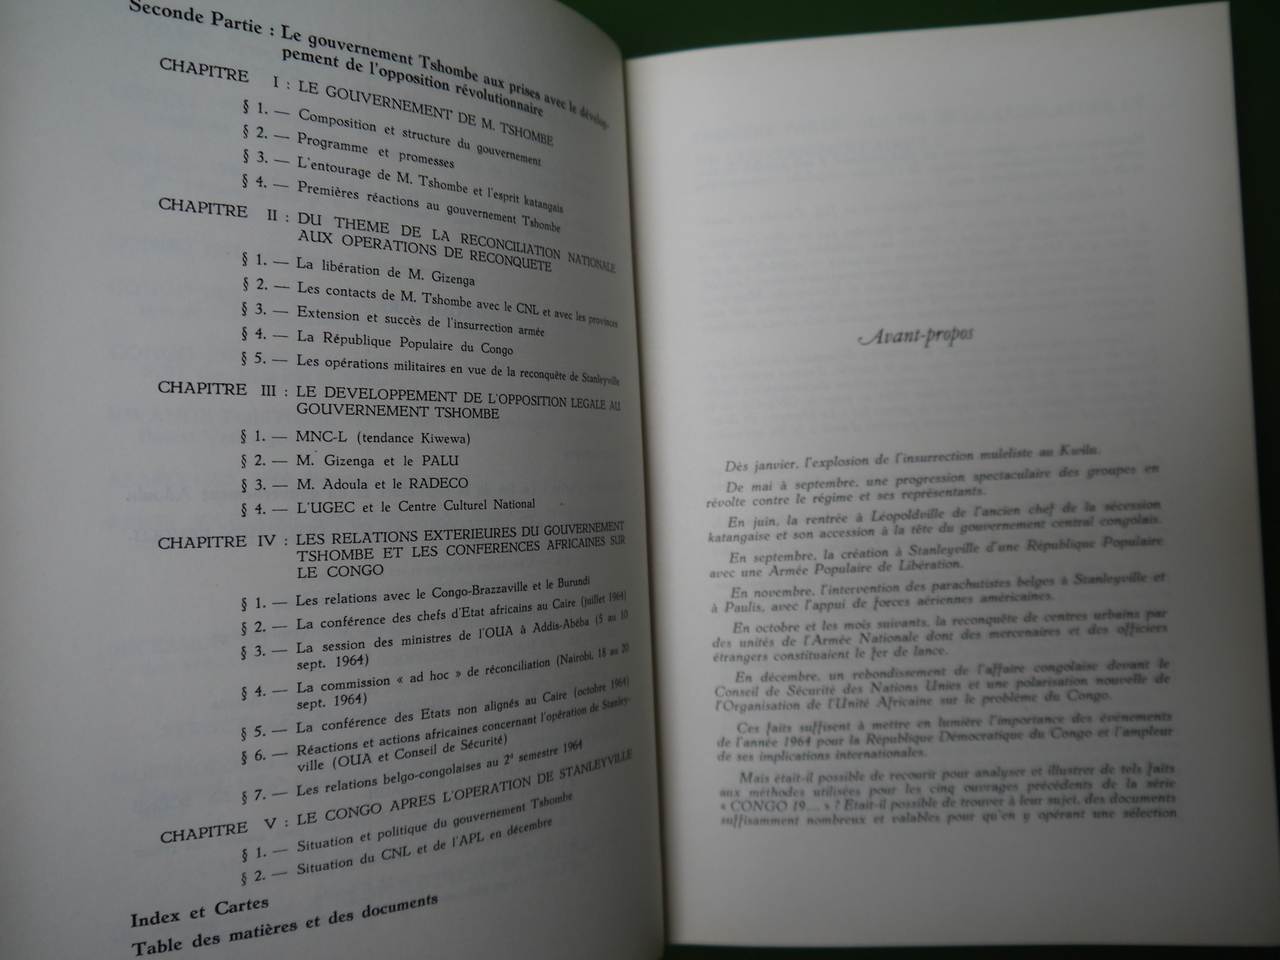 Seconde Partie : Le gouvernement Tshombe aux prises avec le dévelop-
pement de l'opposition révolutionnaire
CHAPITRE I : LE GOUVERNEMENT DE M. TSHOMBE
§ 1. — Composition et structure du gouvernement
§ 2. — Programme et promesses
§ 3. — L'entourage de M. Tshombe et l'esprit katangais
§ 4. — Premières réactions au gouvernement Tshombe
CHAPITRE II : DU THEME DE LA RECONCILIATION NATIONALE
AUX OPERATIONS DE RECONQUETE
§ 1. — La libération de M. Gizenga
§ 2. — Les contacts de M. Tshombe avec le CNL et avec les provinces
§ 3. — Extension et succès de l'insurrection armée
§ 4. — La République Populaire du Congo
§ 5. — Les opérations militaires en vue de la reconquête de Stanleyville
CHAPITRE III : LE DEVELOPPEMENT DE L'OPPOSITION LEGALE AU
GOUVERNEMENT TSHOMBE
§ 1. — MNC-L (tendance Kiwewa)
§ 2. — M. Gizenga et le PALU
§ 3. — M. Adoula et le RADECO
§ 4. — L'UGEC et le Centre Culturel National
CHAPITRE IV : LES RELATIONS EXTERIEURES DU GOUVERNEMENT
TSHOMBE ET LES CONFERENCES AFRICAINES SUR
LE CONGO
§ 1. — Les relations avec le Congo-Brazzaville et le Burundi
§ 2. — La conférence des chefs d'Etat africains au Caire (juillet 1964)
§ 3. — La session des ministres de l'OUA à Addis-Abéba (5 au 10
sept. 1964)
§ 4. — La commission « ad hoc » de réconciliation (Nairobi, 18 au 20
sept. 1964)
§ 5. — La conférence des Etats non alignés au Caire (octobre 1964)
§ 6. — Réactions et actions africaines concernant l'opération de Stanley-
ville (OUA et Conseil de Sécurité)
§ 7. — Les relations belgo-congolaises au 2d semestre 1964
CHAPITRE V : LE CONGO APRES L'OPERATION DE STANLEYVILLE
§ 1. — Situation et politique du gouvernement Tshombe
§ 2. — Situation du CNL et de l'APL en décembre
Index et Cartes
Table des matières et des documents
Avant-propos
Dès janvier, l'explosion de l'insurrection muleliste au Kwilu.
De mai à septembre, une progression spectaculaire des groupes en
révolte contre le régime et ses représentants.
En juin, la rentrée à Léopoldville de l'ancien chef de la sécession
katangaise et son accession à la tête du gouvernement central congolais.
En septembre, la création à Stanleyville d'une République Populaire
avec une Armée Populaire de Libération.
En novembre, l'intervention des parachutistes belges à Stanleyville et
à Paulis, avec l'appui de forces aériennes américaines.
En octobre et les mois suivants, la reconquête de centres urbains par
des unités de l'Armée Nationale dont des mercenaires et des officiers
étrangers constituaient le fer de lance.
En décembre, un rebondissement de l'affaire congolaise devant le
Conseil de Sécurité des Nations Unies et une polarisation nouvelle de
l'Organisation de l'Unité Africaine sur le problème du Congo.
Ces faits suffisent à mettre en lumière l'importance des événements
de l'année 1964 pour la République Démocratique du Congo et l'ampleur
de ses implications internationales.
Mais était-il possible de recourir pour analyser et illustrer de tels faits
aux méthodes utilisées pour les cinq ouvrages précédents de la série
« CONGO 19.... » ? Etait-il possible de trouver à leur sujet, des documents
suffisamment nombreux et valables pour qu'en y opérant une sélection